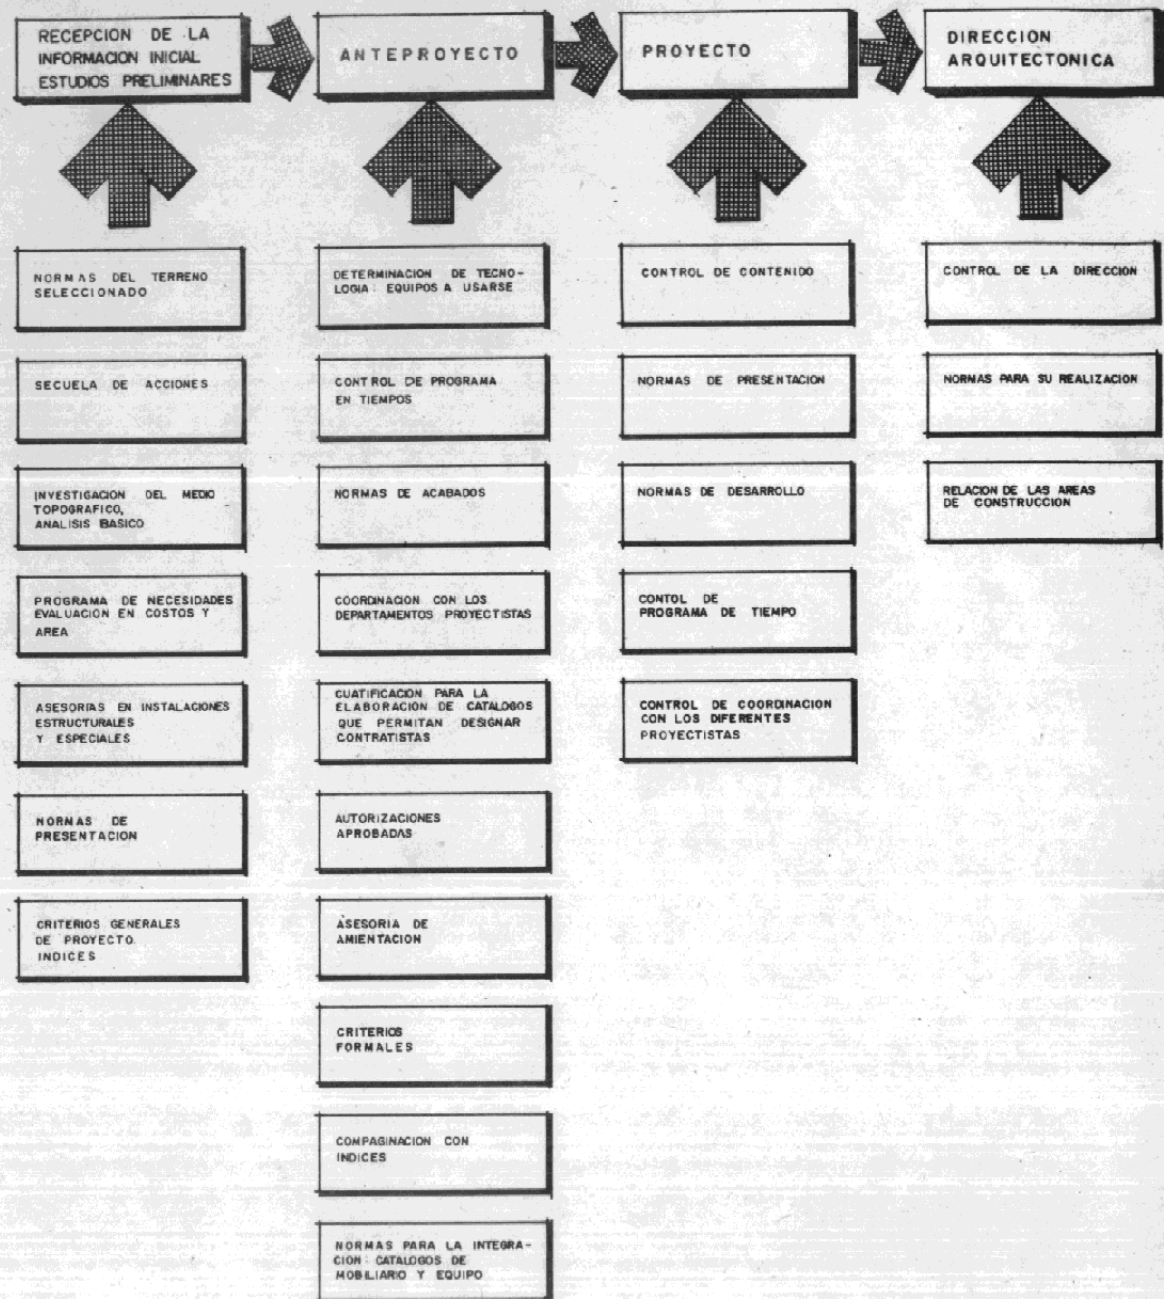 RECEPCION DE LA
INFORMACION INICIAL
ESTUDIOS PRELIMINARES
ANTEPROYECTO
PROYECTO
DIRECCION
ARQUITECTONICA
NORMAS DEL TERRENO
SELECCIONADO
SECUELA DE ACCIONES
INVESTIGACION DEL MEDIO
TOPOGRAFICO,
ANALISIS BASICO
PROGRAMA DE NECESIDADES
EVALUACION EN COSTOS Y
AREA
ASESORIAS EN INSTALACIONES
ESTRUCTURALES
Y ESPECIALES
NORMAS DE
PRESENTACION
CRITERIOS GENERALES
DE PROYECTO.
INDICES
DETERMINACION DE TECNO-
LOGIA: EQUIPOS A USARSE
CONTROL DE PROGRAMA
EN TIEMPOS
NORMAS DE ACABADOS
COORDINACION CON LOS
DEPARTAMENTOS PROYECTISTAS
CUATIFICACION PARA LA
ELABORACION DE CATALOGOS
QUE PERMITAN DESIGNAR
CONTRATISTAS
AUTORIZACIONES
APROBADAS
ASESORIA DE
AMIENTACION
CRITERIOS
FORMALES
COMPAGINACION CON
INDICES
NORMAS PARA LA INTEGRA-
CION: CATALOGOS DE
MOBILIARIO Y EQUIPO
CONTROL DE CONTENIDO
NORMAS DE PRESENTACION
NORMAS DE DESARROLLO
CONTOL DE
PROGRAMA DE TIEMPO
CONTROL DE COORDINACION
CON LOS DIFERENTES
PROYECTISTAS
CONTROL DE LA DIRECCION
NORMAS PARA SU REALIZACION
RELACION DE LAS AREAS
DE CONSTRUCCION